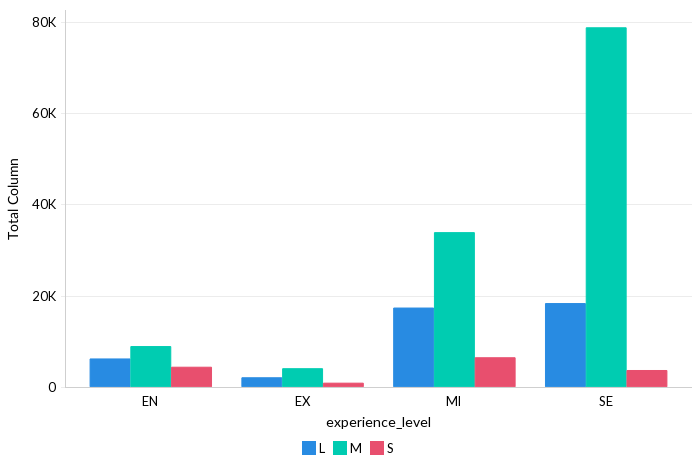 80K
60K
40K
20K
0
Total Column
EN EX MI SE
experience_level
L M S